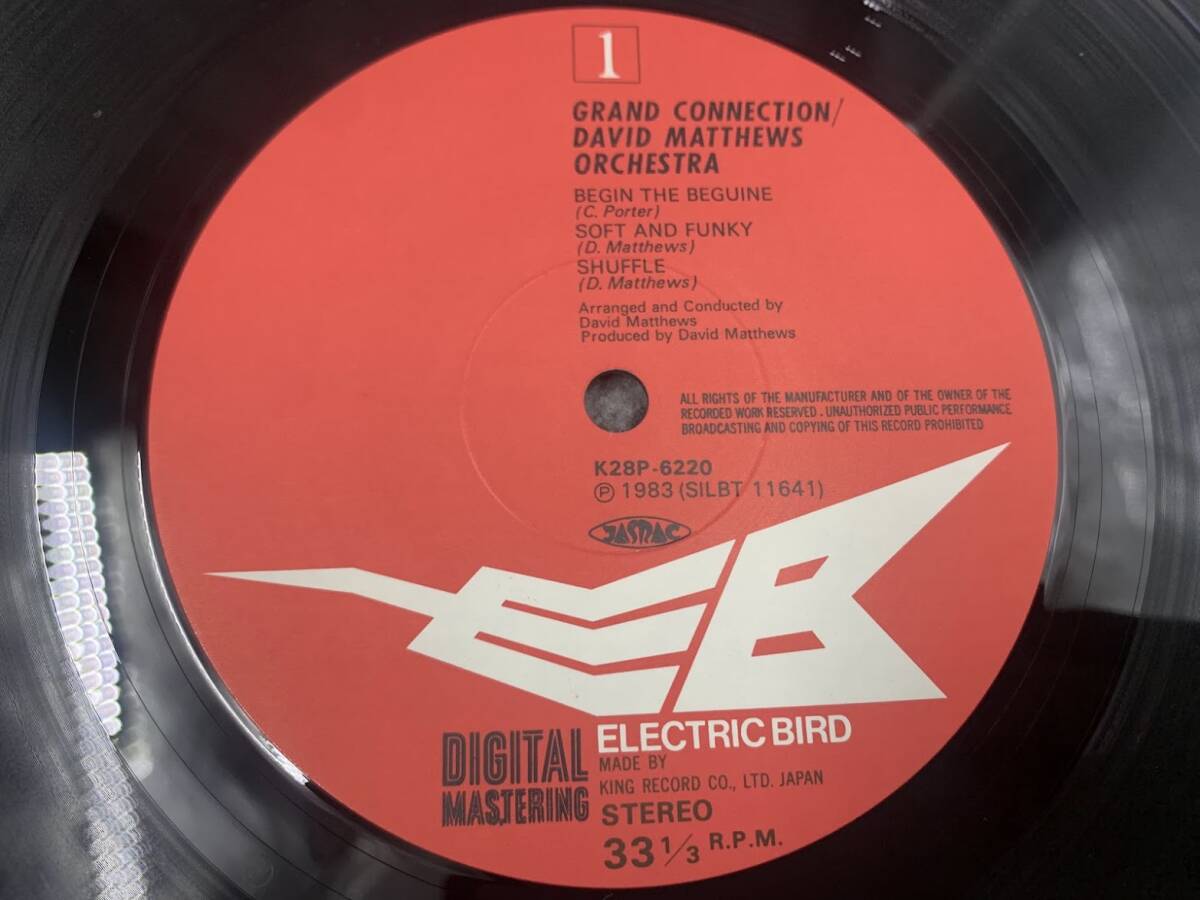 1
GRAND CONNECTION/
DAVID MATTHEWS
ORCHESTRA
BEGIN THE BEGUINE
(C. Porter)
SOFT AND FUNKY
(D. Matthews)
SHUFFLE
(D. Matthews)
Arranged and Conducted by
David Matthews
Produced by David Matthews
ALL RIGHTS OF THE MANUFACTURER AND OF THE OWNER OF THE
RECORDED WORK RESERVED. UNAUTHORIZED PUBLIC PERFORMANCE
BROADCASTING AND COPYING OF THIS RECORD PROHIBITED
K28P-6220
Ⓟ 1983 (SILBT 11641)
JASRAC
EB
ELECTRIC BIRD
DIGITAL
MASTERING
MADE BY
KING RECORD CO., LTD. JAPAN
STEREO
33 1/3 R.P.M.